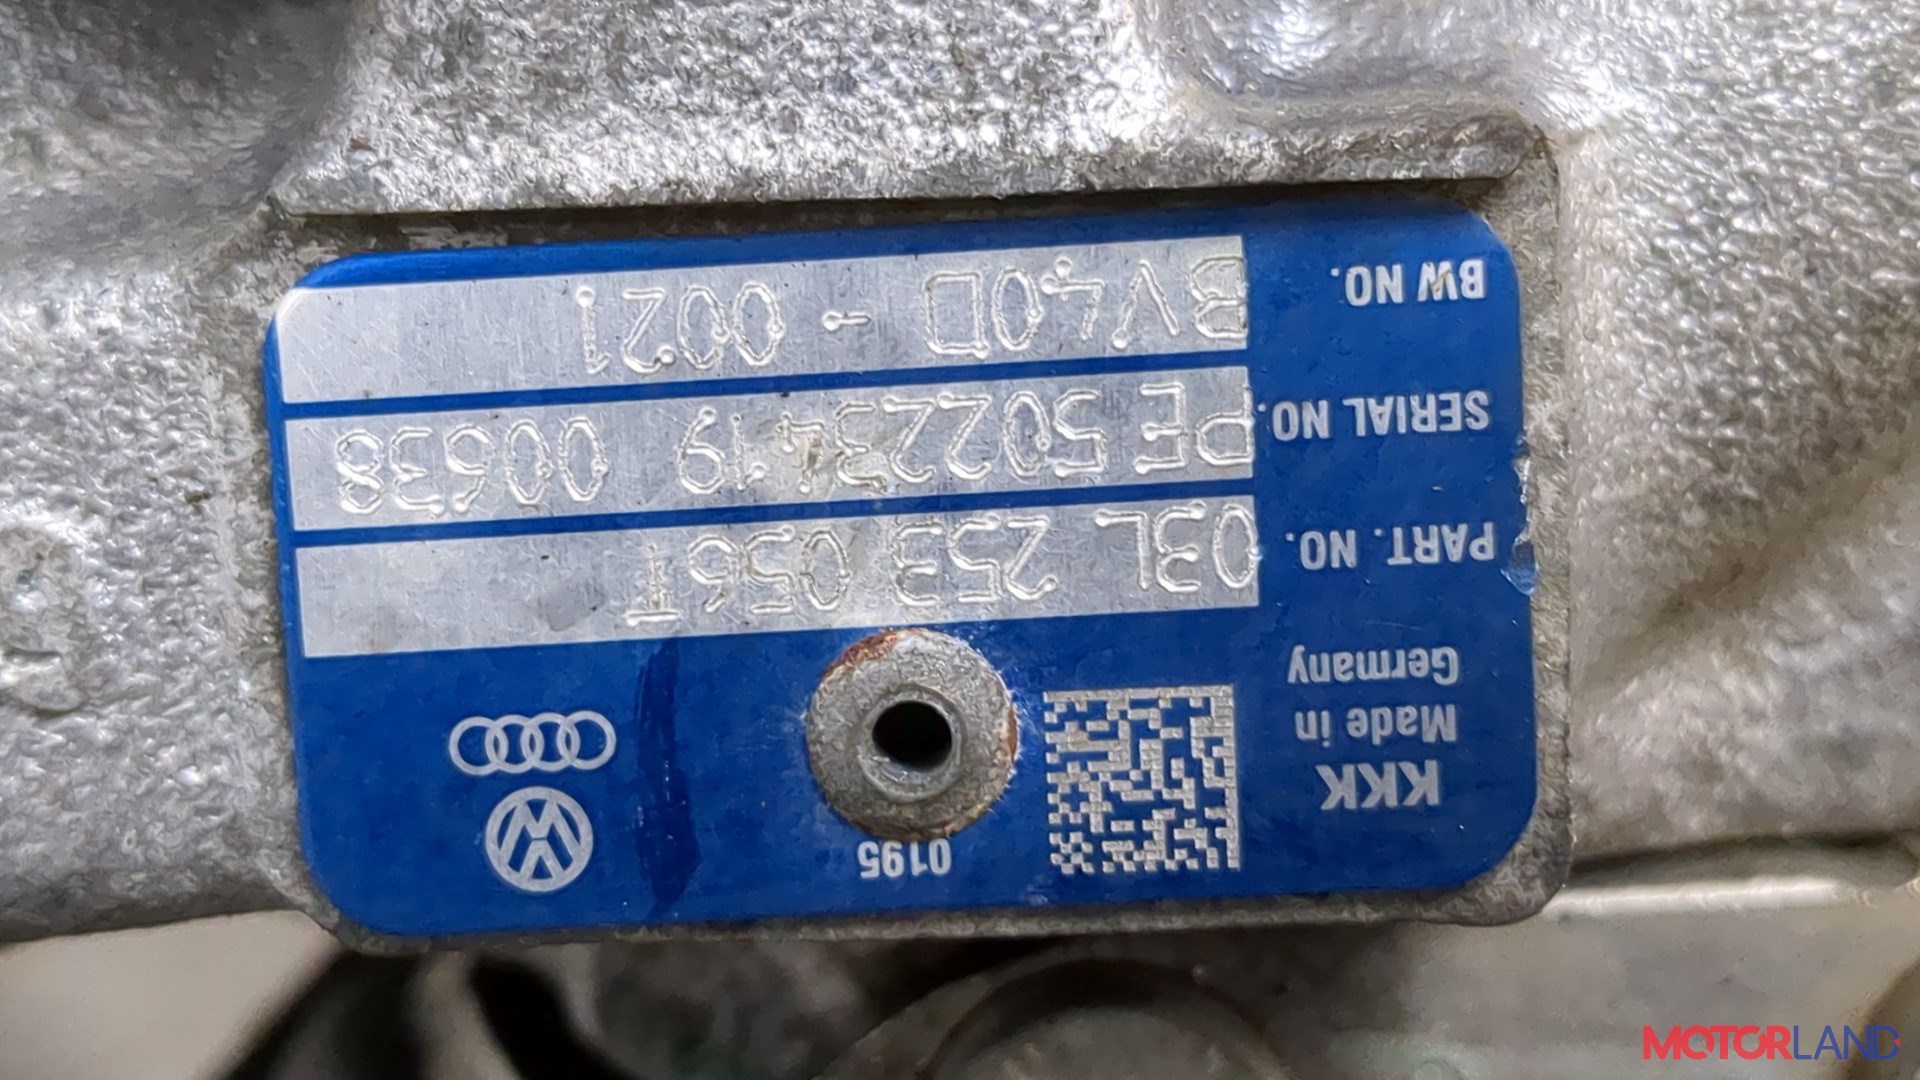 KKK
Made in
Germany
0195
PART. NO. 03L 253 056T
SERIAL NO. PE 50223419 00638
BW NO. BV40D - 0021
MOTORLAND